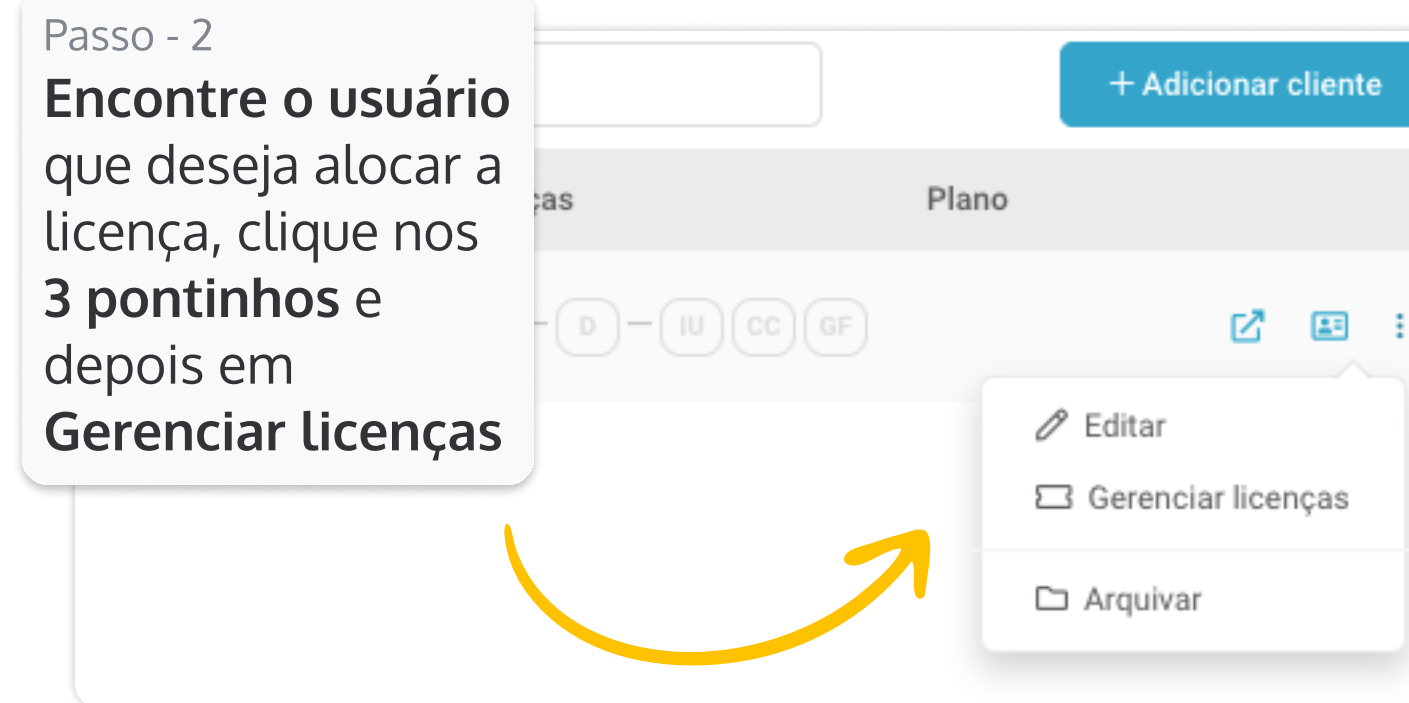 Passo - 2
Encontre o usuário
que deseja alocar a
licença, clique nos
3 pontinhos e
depois em
Gerenciar licenças
+ Adicionar cliente
Plano
D
IU
CC
GF
Editar
Gerenciar licenças
Arquivar